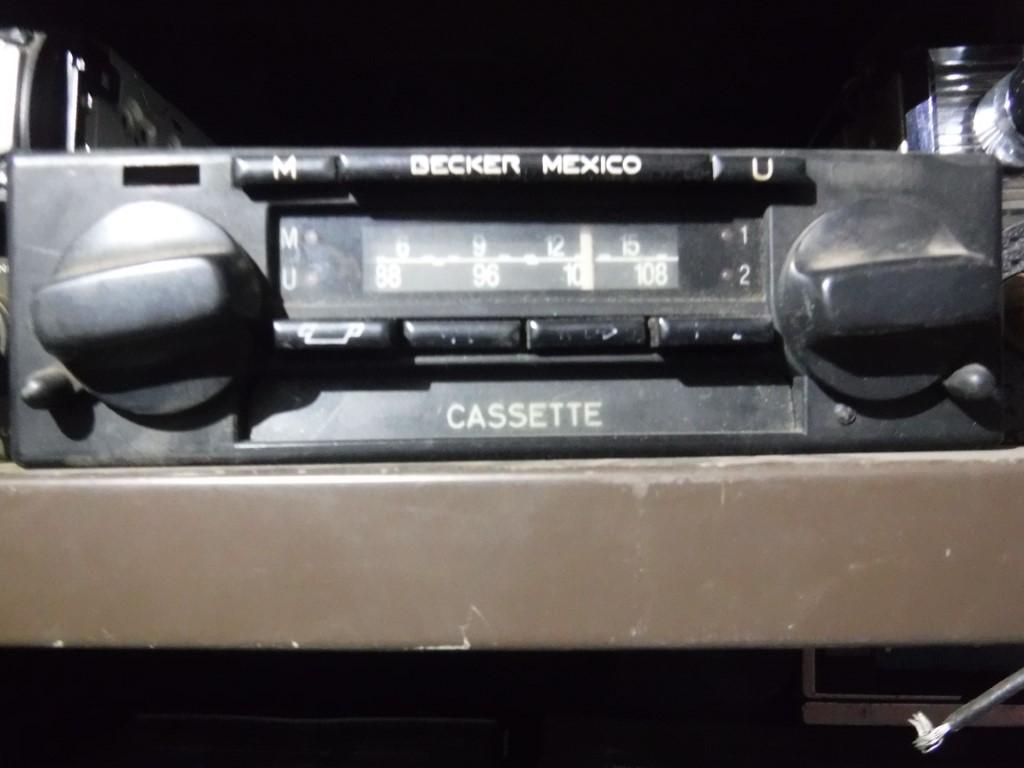 M BECKER MEXICO U
M 6 9 12 15 1
U 88 96 10 108 2
CASSETTE